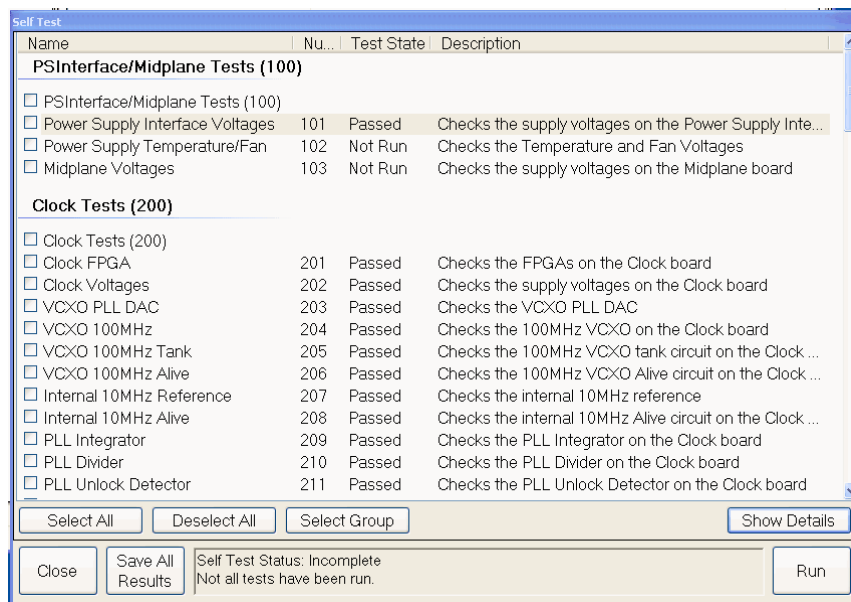 Self Test
Name Nu... Test State Description
PSInterface/Midplane Tests (100)
PSInterface/Midplane Tests (100)
Power Supply Interface Voltages 101 Passed Checks the supply voltages on the Power Supply Inte...
Power Supply Temperature/Fan 102 Not Run Checks the Temperature and Fan Voltages
Midplane Voltages 103 Not Run Checks the supply voltages on the Midplane board
Clock Tests (200)
Clock Tests (200)
Clock FPGA 201 Passed Checks the FPGAs on the Clock board
Clock Voltages 202 Passed Checks the supply voltages on the Clock board
VCXO PLL DAC 203 Passed Checks the VCXO PLL DAC
VCXO 100MHz 204 Passed Checks the 100MHz VCXO on the Clock board
VCXO 100MHz Tank 205 Passed Checks the 100MHz VCXO tank circuit on the Clock ...
VCXO 100MHz Alive 206 Passed Checks the 100MHz VCXO Alive circuit on the Clock ...
Internal 10MHz Reference 207 Passed Checks the internal 10MHz reference
Internal 10MHz Alive 208 Passed Checks the internal 10MHz Alive circuit on the Clock ...
PLL Integrator 209 Passed Checks the PLL Integrator on the Clock board
PLL Divider 210 Passed Checks the PLL Divider on the Clock board
PLL Unlock Detector 211 Passed Checks the PLL Unlock Detector on the Clock board
Select All Deselect All Select Group Show Details
Close Save All Results Self Test Status: Incomplete
Not all tests have been run. Run